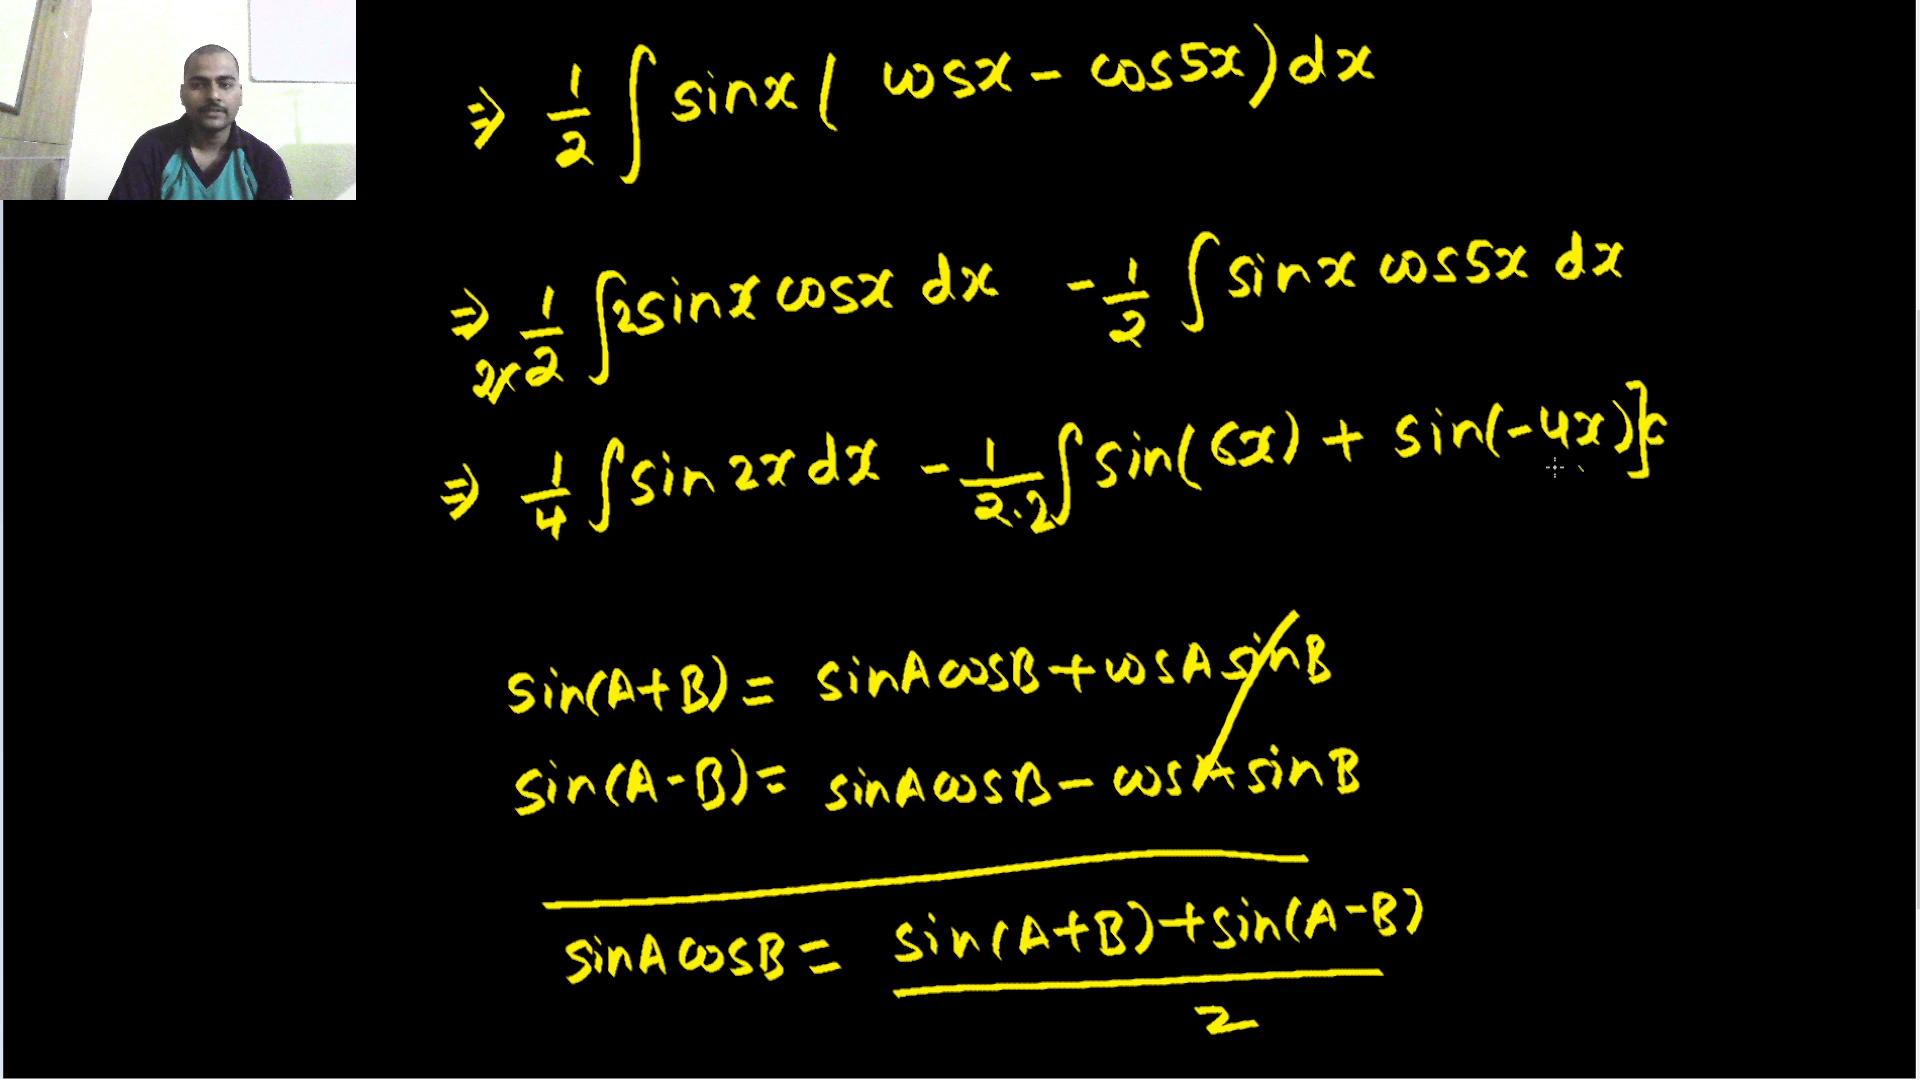 ⇒ 1/2 ∫ sinx ( cosx - cos5x) dx
⇒ 1/2×2 ∫ 2sinx cosx dx - 1/2 ∫ sinx cos5x dx
⇒ 1/4 ∫ sin 2x dx - 1/2.2 ∫ sin(6x) + sin(-4x)}
sin(A+B) = sinA cosB + cosA sinB
sin(A-B) = sinA cosB - cosA sinB
sinA cosB = sin(A+B)+sin(A-B)
2